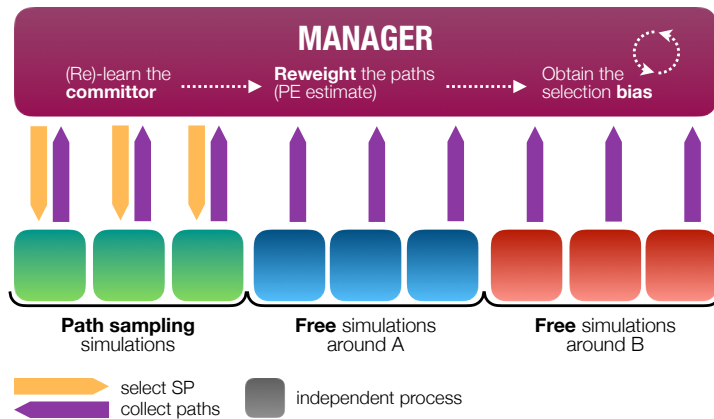 MANAGER
(Re)-learn the
committor
Reweight the paths
(PE estimate)
Obtain the
selection bias
Path sampling
simulations
Free simulations
around A
Free simulations
around B
select SP
collect paths
independent process